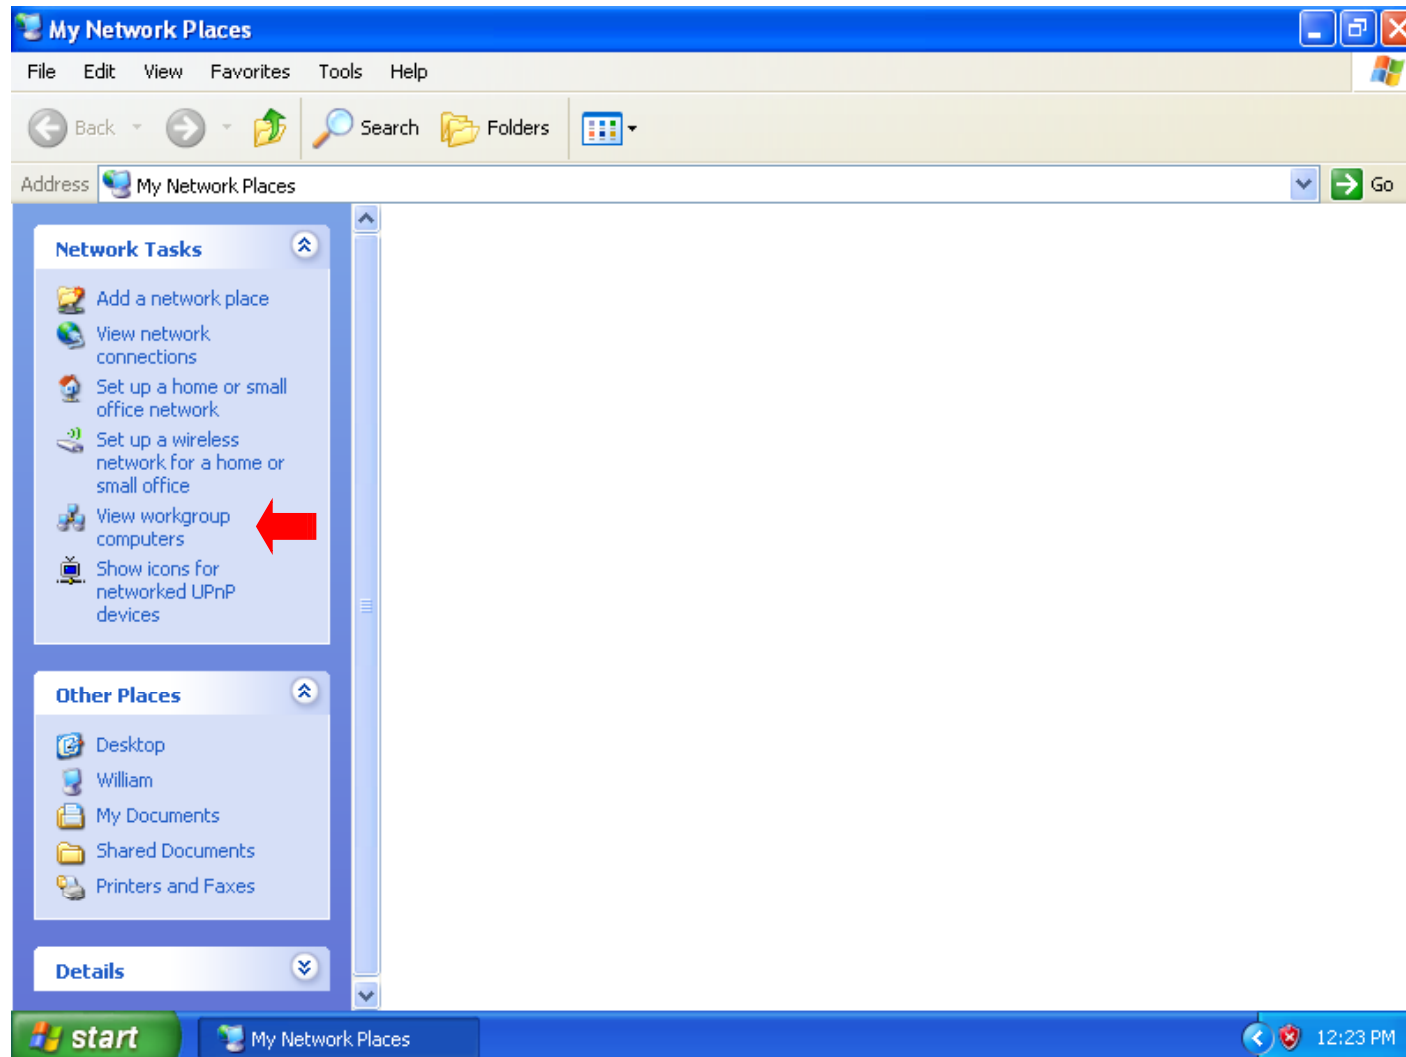 My Network Places
File Edit View Favorites Tools Help
Back Search Folders
Address My Network Places Go
Network Tasks
Add a network place
View network
connections
Set up a home or small
office network
Set up a wireless
network for a home or
small office
View workgroup
computers
Show icons for
networked UPnP
devices
Other Places
Desktop
William
My Documents
Shared Documents
Printers and Faxes
Details
start My Network Places 12:23 PM